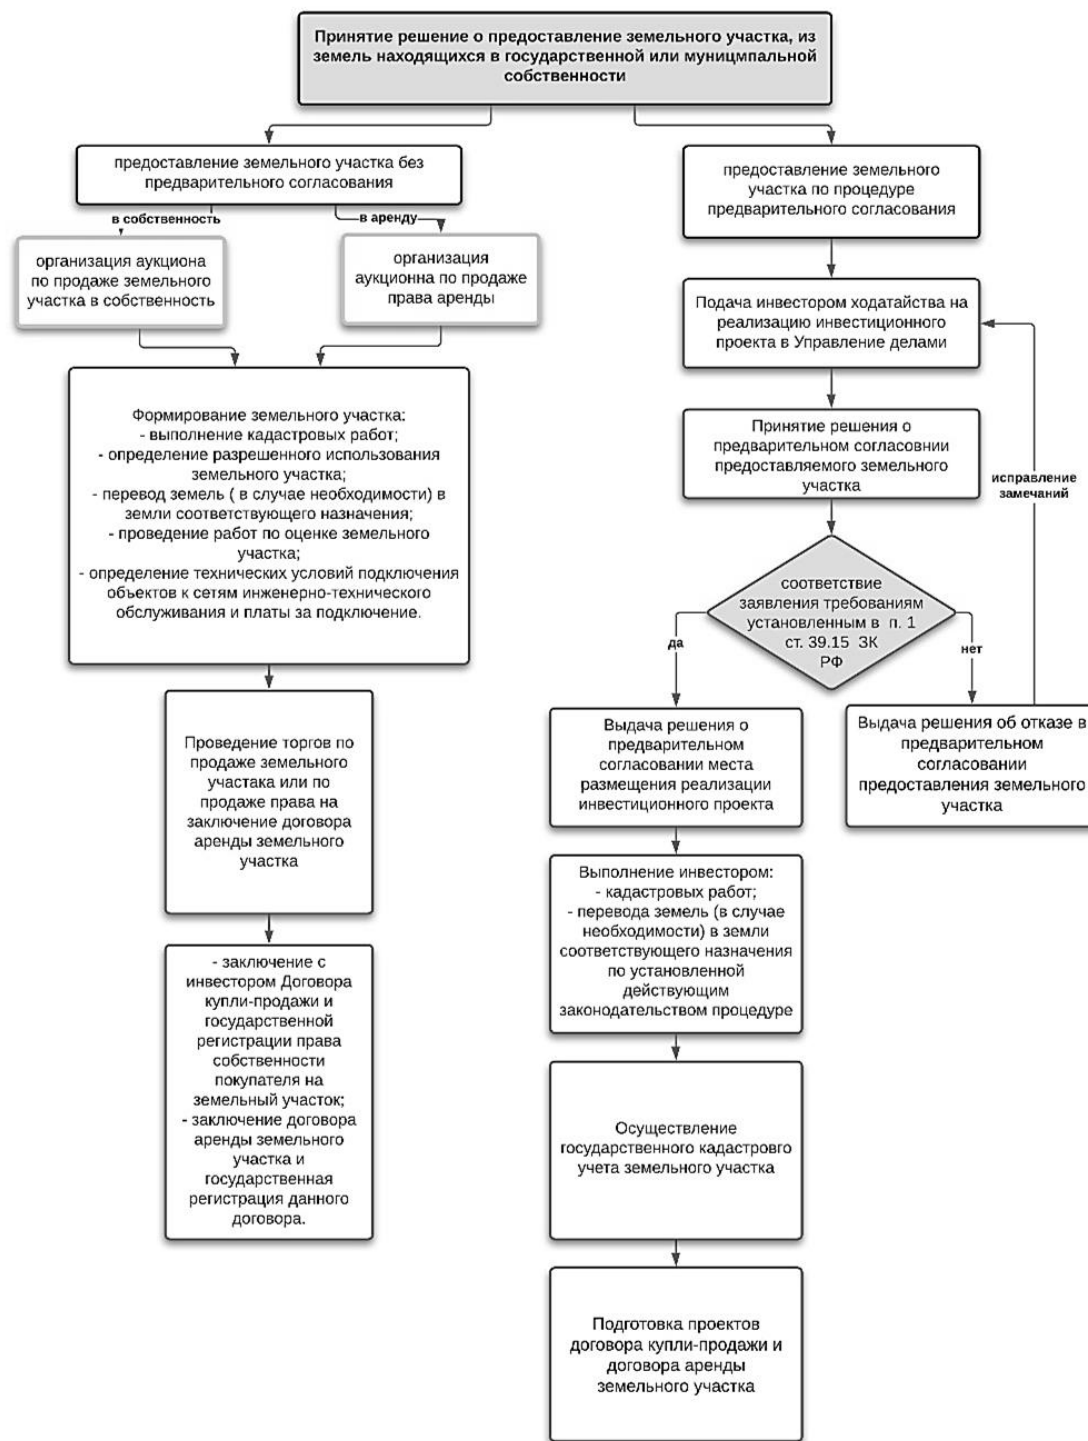 Принятие решение о предоставление земельного участка, из
земель находящихся в государственной или муницмпальной
собственности
предоставление земельного участка без
предварительного согласования
в собственность
в аренду
организация аукциона
по продаже земельного
участка в собственность
организация
аукционна по продаже
права аренды
Формирование земельного участка:
- выполнение кадастровых работ;
- определение разрешенного использования
земельного участка;
- перевод земель ( в случае необходимости) в
земли соответствующего назначения;
- проведение работ по оценке земельного
участка;
- определение технических условий подключения
объектов к сетям инженерно-технического
обслуживания и платы за подключение.
Проведение торгов по
продаже земельного
участака или по
продаже права на
заключение договора
аренды земельного
участка
- заключение с
инвестором Договора
купли-продажи и
государственной
регистрации права
собственности
покупателя на
земельный участок;
- заключение договора
аренды земельного
участка и
государственная
регистрация данного
договора.
предоставление земельного
участка по процедуре
предварительного согласования
Подача инвестором ходатайства на
реализацию инвестиционного
проекта в Управление делами
Принятие решения о
предварительном согласовнии
предоставляемого земельного
участка
исправление
замечаний
соответствие
заявления требованиям
установленным в п. 1
ст. 39.15 ЗК
РФ
да
нет
Выдача решения о
предварительном
согласовании места
размещения реализации
инвестиционного проекта
Выдача решения об отказе в
предварительном
согласовании
предоставления земельного
участка
Выполнение инвестором:
- кадастровых работ;
- перевода земель (в случае
необходимости) в земли
соответствующего назначения
по установленной
действующим
законодательством процедуре
Осуществление
государственного кадастровго
учета земельного участка
Подготовка проектов
договора купли-продажи и
договора аренды
земельного участка